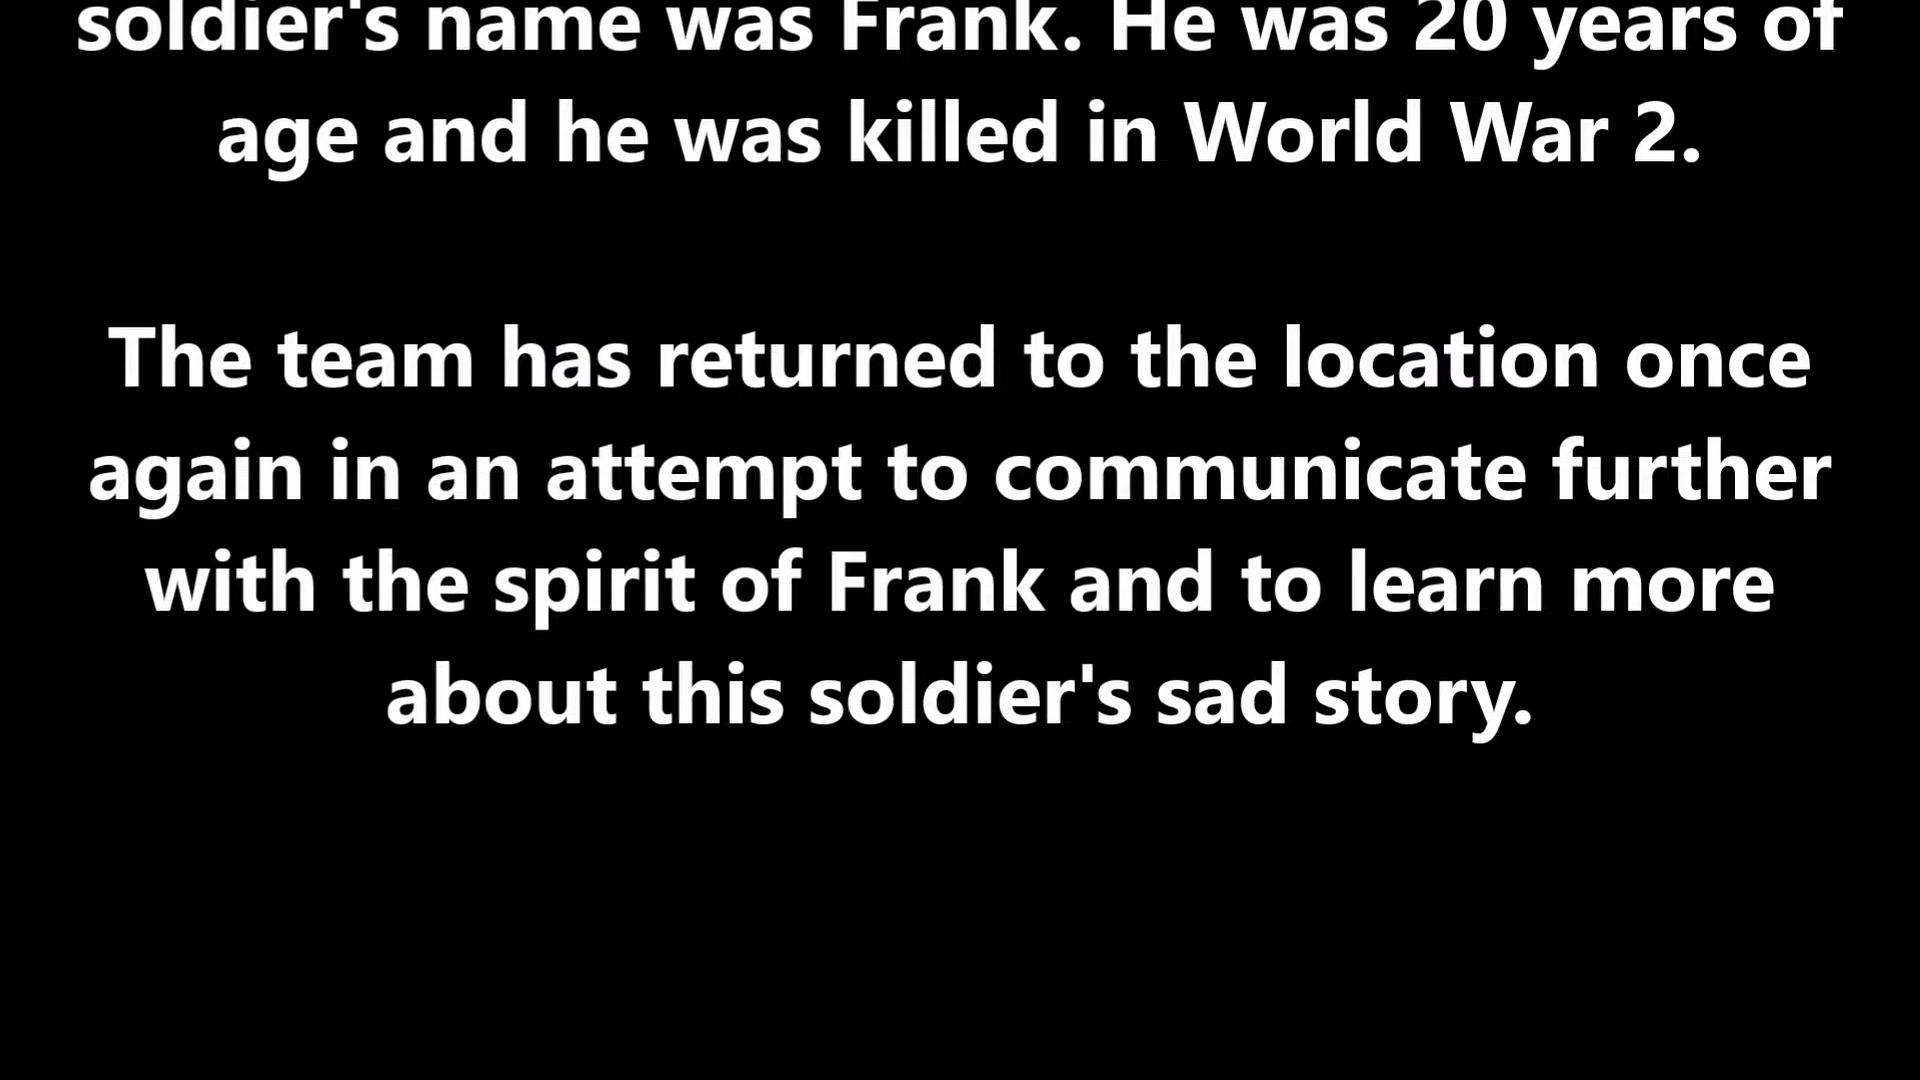 soldier's name was Frank. He was 20 years of
age and he was killed in World War 2.
The team has returned to the location once
again in an attempt to communicate further
with the spirit of Frank and to learn more
about this soldier's sad story.